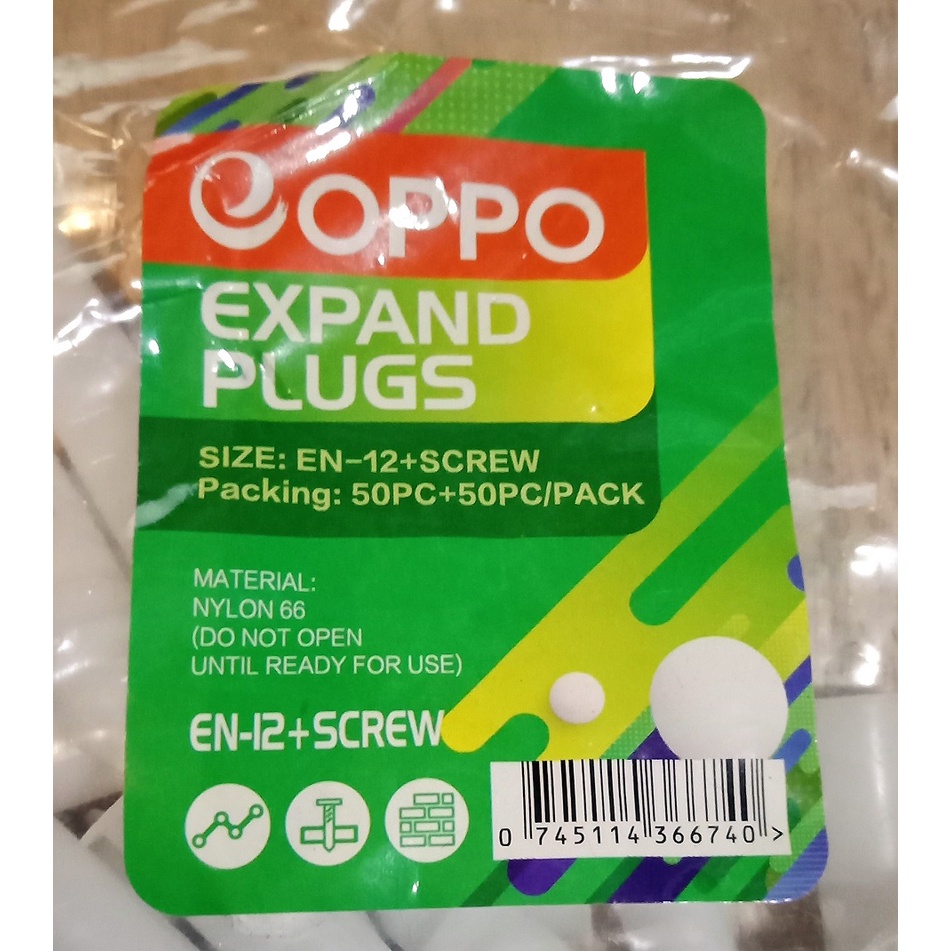 OPPO
EXPAND
PLUGS
SIZE: EN-12+SCREW
Packing: 50PC+50PC/PACK
MATERIAL:
NYLON 66
(DO NOT OPEN
UNTIL READY FOR USE)
EN-12+SCREW
0 745114 366740 >